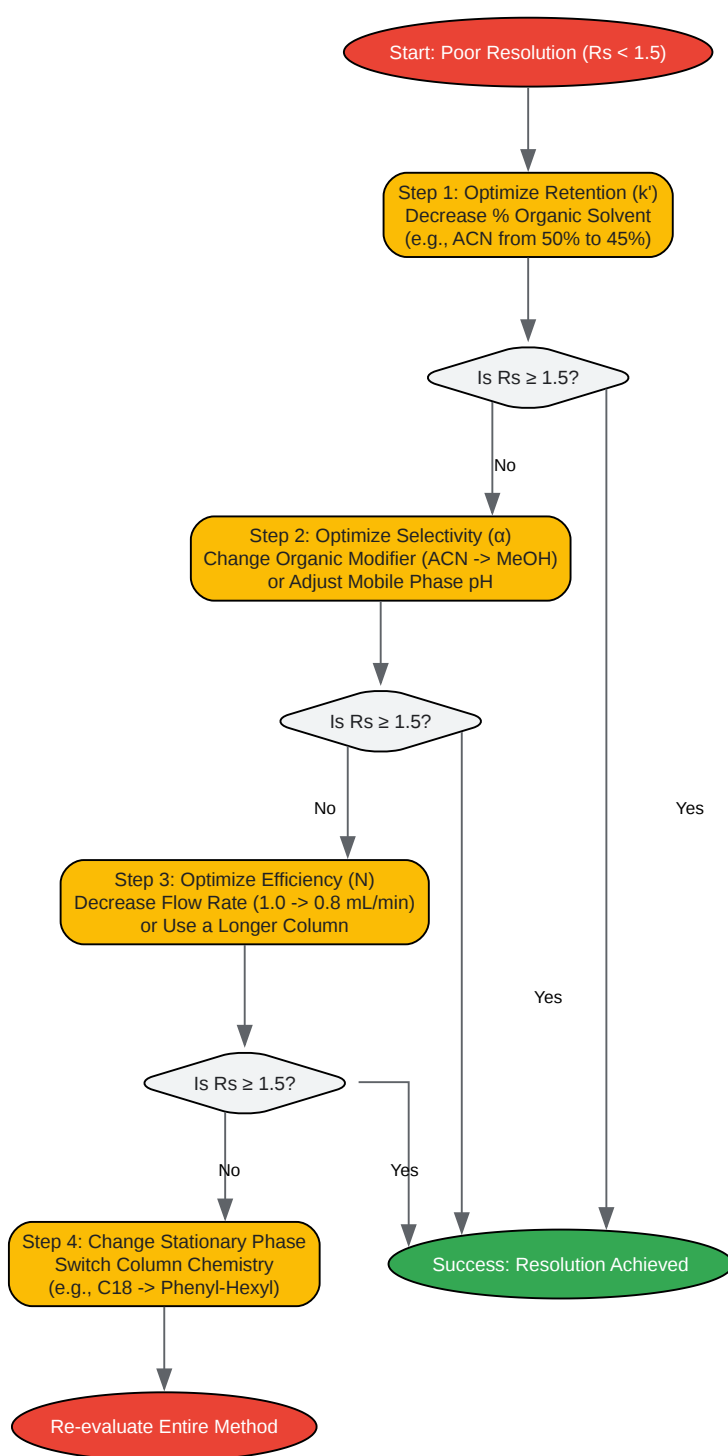 Start: Poor Resolution (Rs < 1.5)
Step 1: Optimize Retention (k')
Decrease % Organic Solvent
(e.g., ACN from 50% to 45%)
Is Rs ≥ 1.5?
No
Step 2: Optimize Selectivity (α)
Change Organic Modifier (ACN -> MeOH)
or Adjust Mobile Phase pH
Is Rs ≥ 1.5?
No
Yes
Step 3: Optimize Efficiency (N)
Decrease Flow Rate (1.0 -> 0.8 mL/min)
or Use a Longer Column
Yes
Is Rs ≥ 1.5?
No
Yes
Step 4: Change Stationary Phase
Switch Column Chemistry
(e.g., C18 -> Phenyl-Hexyl)
Success: Resolution Achieved
Re-evaluate Entire Method